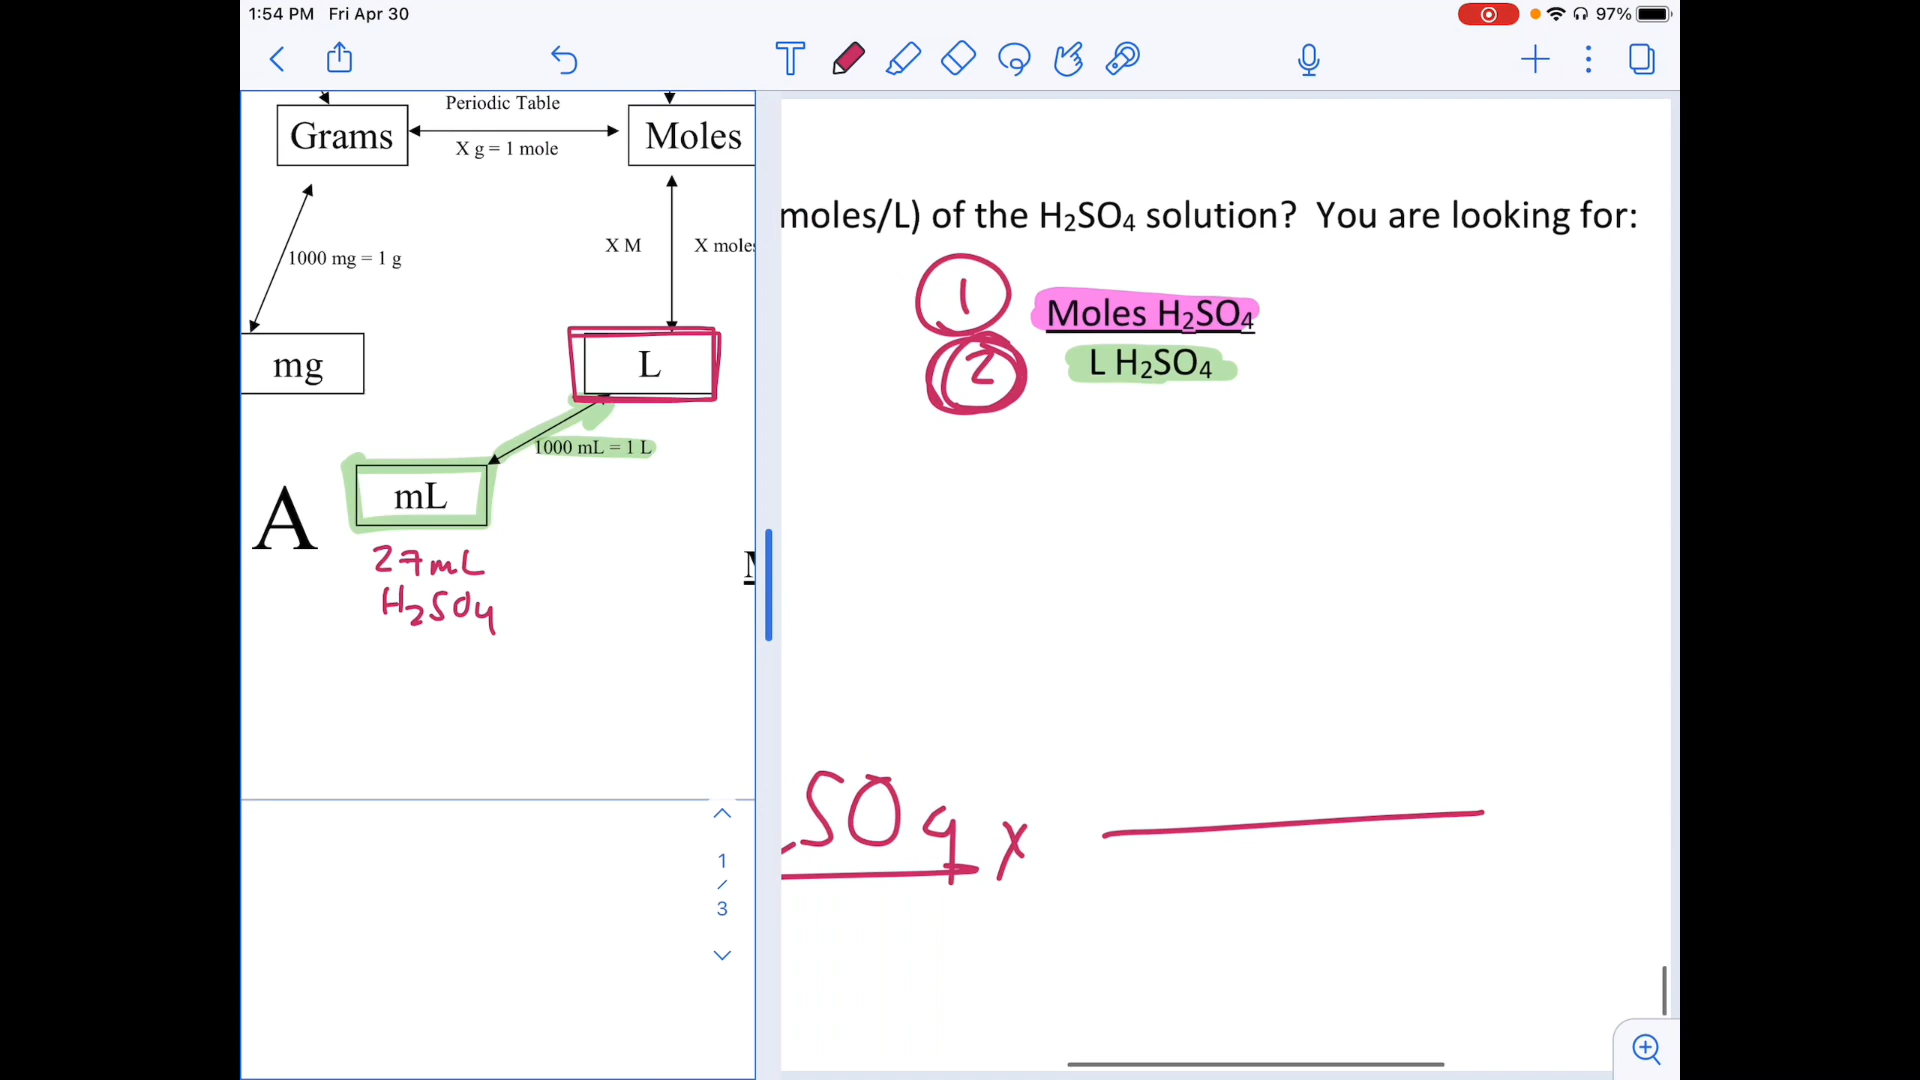 1:54 PM Fri Apr 30
97%
Periodic Table
Grams
X g = 1 mole
Moles
1000 mg = 1 g
X M
X moles
mg
L
1000 mL = 1 L
A
mL
27mL
H₂SO₄
1
/
3
moles/L) of the H₂SO₄ solution? You are looking for:
1
Moles H₂SO₄
2
L H₂SO₄
SO₄ x